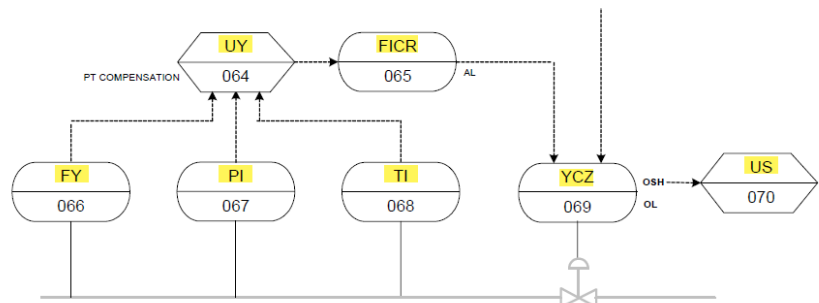 UY
064
PT COMPENSATION
FICR
065
AL
FY
066
PI
067
TI
068
YCZ
069
OSH
OL
US
070